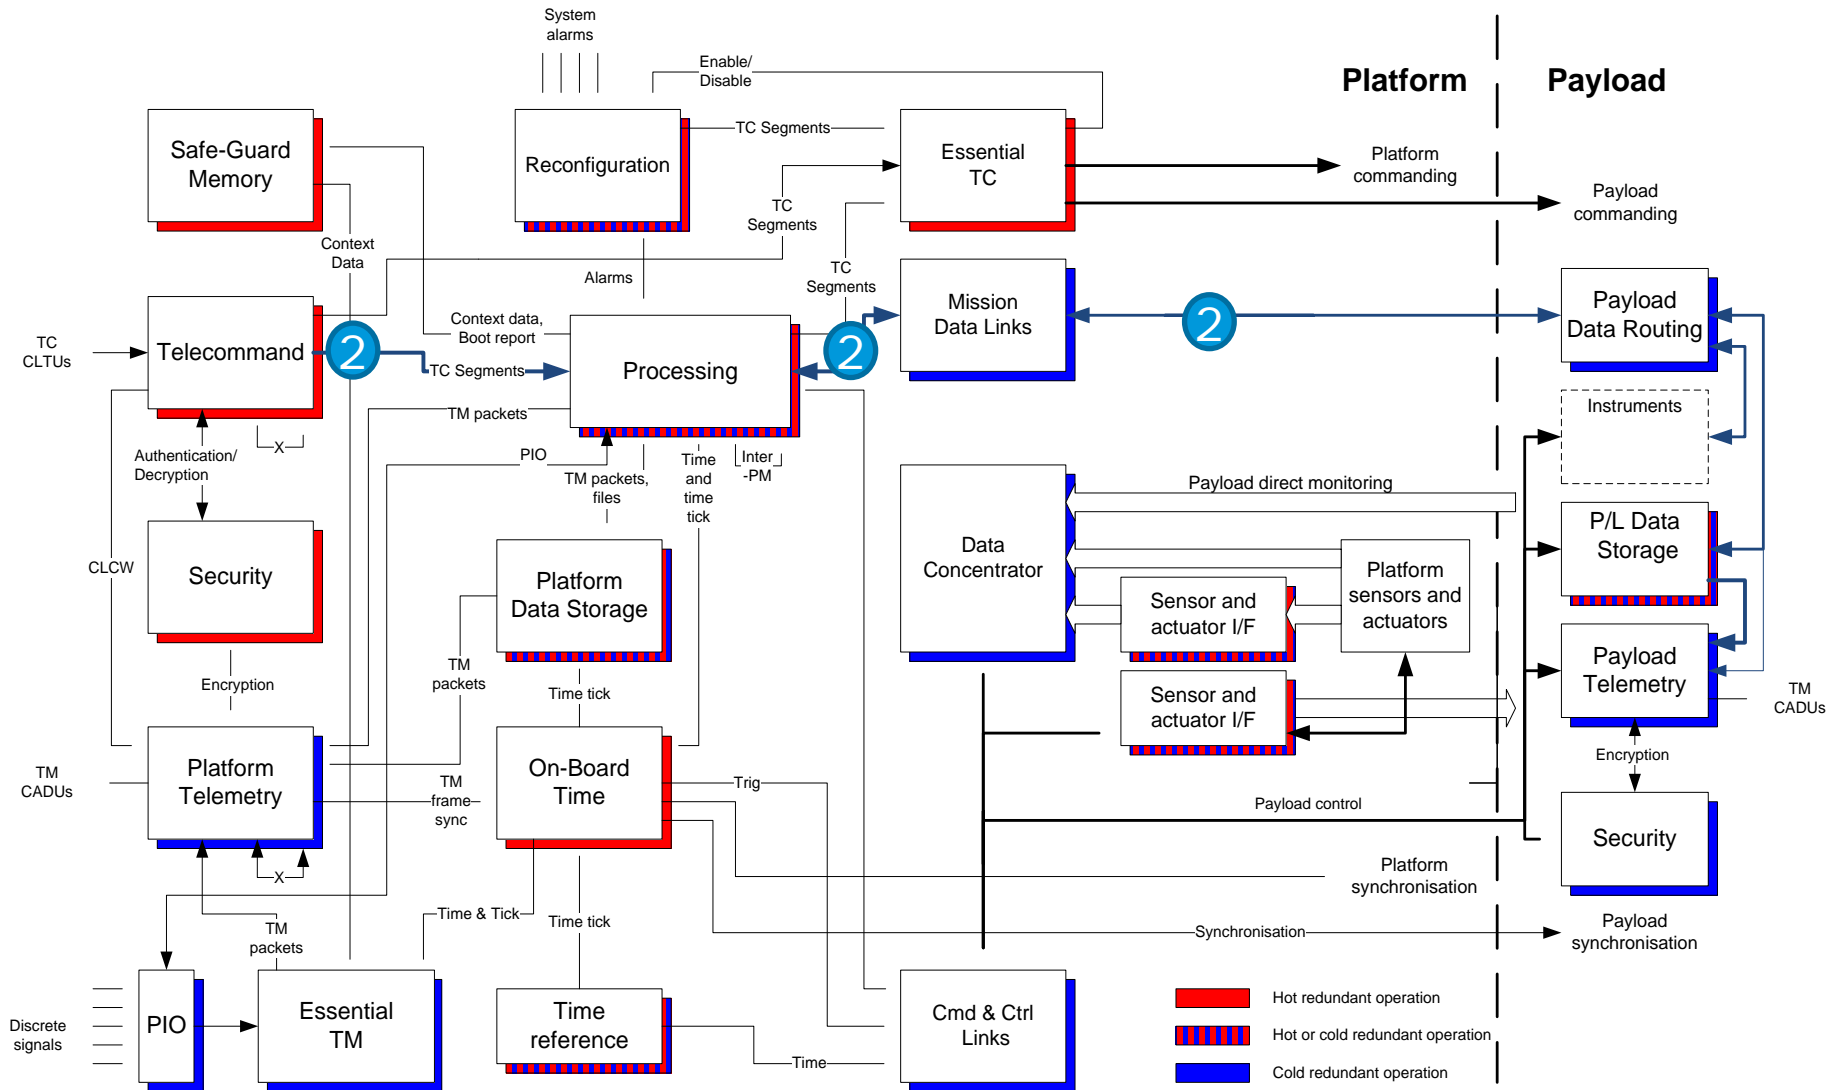 System
alarms
Enable/
Disable
Platform
Payload
Safe-Guard
Memory
Reconfiguration
TC Segments
Essential
TC
Platform
commanding
Payload
commanding
TC
Segments
Context
Data
Alarms
TC
Segments
Mission
Data Links
2
Payload
Data Routing
TC
CLTUs
Telecommand
2
Context data,
Boot report
TC Segments
Processing
2
TM packets
Instruments
X
Authentication/
Decryption
PIO
TM packets,
files
Time
and
time
tick
Inter
-PM
Payload direct monitoring
CLCW
Security
Platform
Data Storage
Data
Concentrator
Sensor and
actuator I/F
Platform
sensors and
actuators
P/L Data
Storage
Encryption
TM
packets
Time tick
Sensor and
actuator I/F
Payload
Telemetry
TM
CADUs
TM
CADUs
Platform
Telemetry
TM
frame
sync
On-Board
Time
Trig
Encryption
Payload control
Security
X
Platform
synchronisation
TM
packets
Time & Tick
Time tick
Synchronisation
Payload
synchronisation
Discrete
signals
PIO
Essential
TM
Time
reference
Time
Cmd & Ctrl
Links
Hot redundant operation
Hot or cold redundant operation
Cold redundant operation